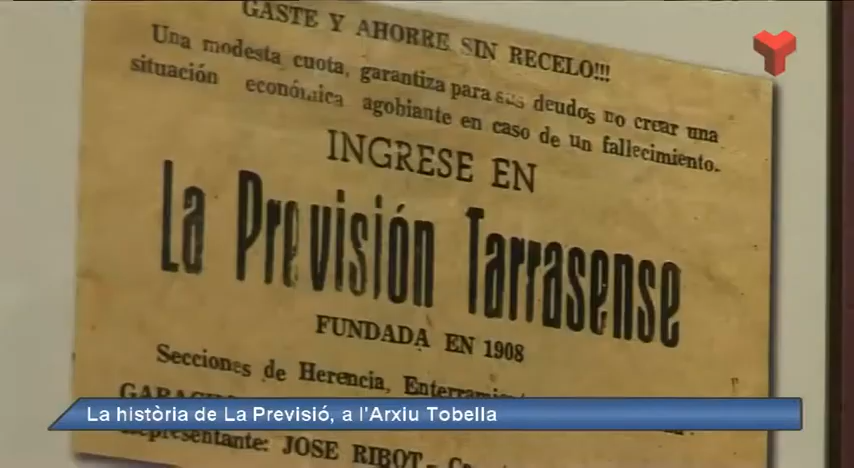 GASTE Y AHORRE SIN RECELO!!!
Una modesta cuota, garantiza para sus deudos no crear una
situación económica agobiante en caso de un fallecimiento.
INGRESE EN
La Previsión Tarrasense
FUNDADA EN 1908
Secciones de Herencia,
La història de La Previsió, a l'Arxiu Tobella
Representante: JOSE RIBOT -